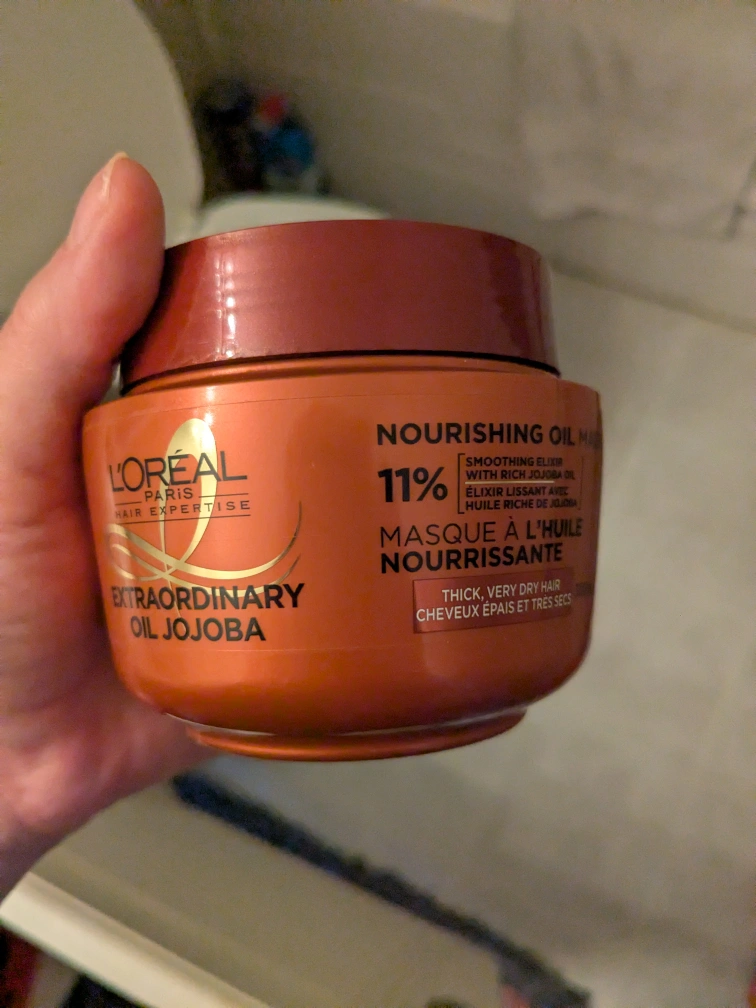 L'ORÉAL
PARIS
HAIR EXPERTISE
EXTRAORDINARY
OIL JOJOBA
NOURISHING OIL
11%
SMOOTHING ELIXIR
WITH RICH JOJOBA OIL
ÉLIXIR LISSANT AVEC
HUILE RICHE DE JOJOBA
MASQUE À L'HUILE
NOURRISSANTE
THICK, VERY DRY HAIR
CHEVEUX ÉPAIS ET TRÈS SECS